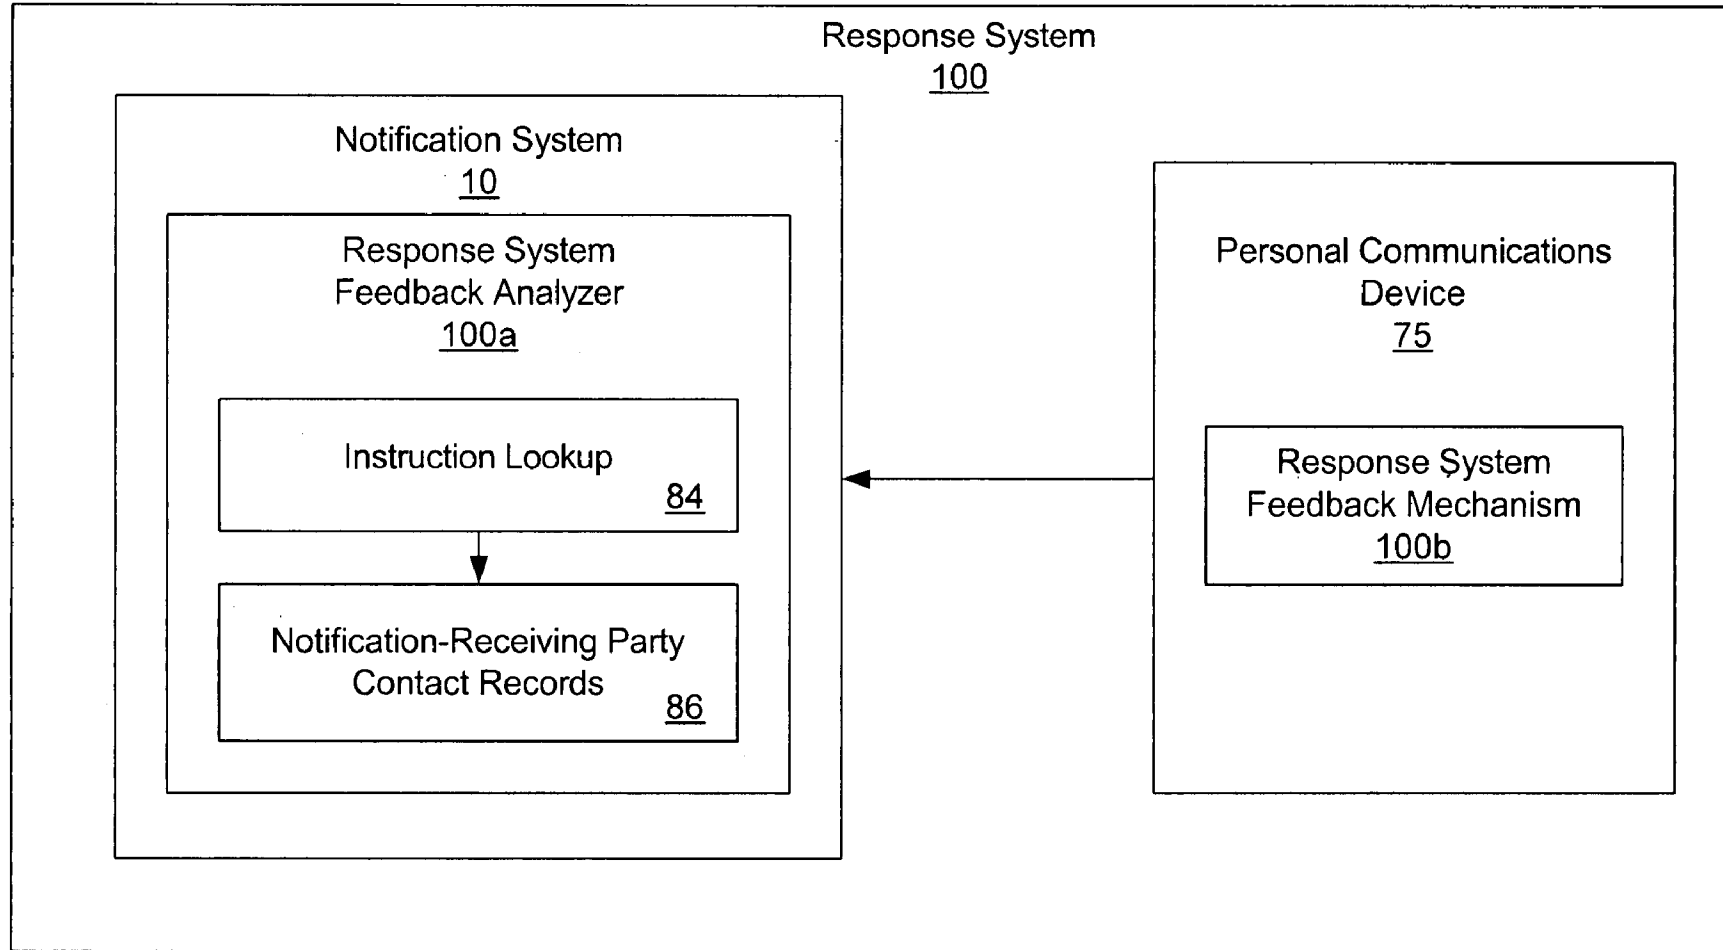 Response System
100
Notification System
10
Response System
Feedback Analyzer
100a
Instruction Lookup
84
Notification-Receiving Party
Contact Records
86
Personal Communications
Device
75
Response System
Feedback Mechanism
100b